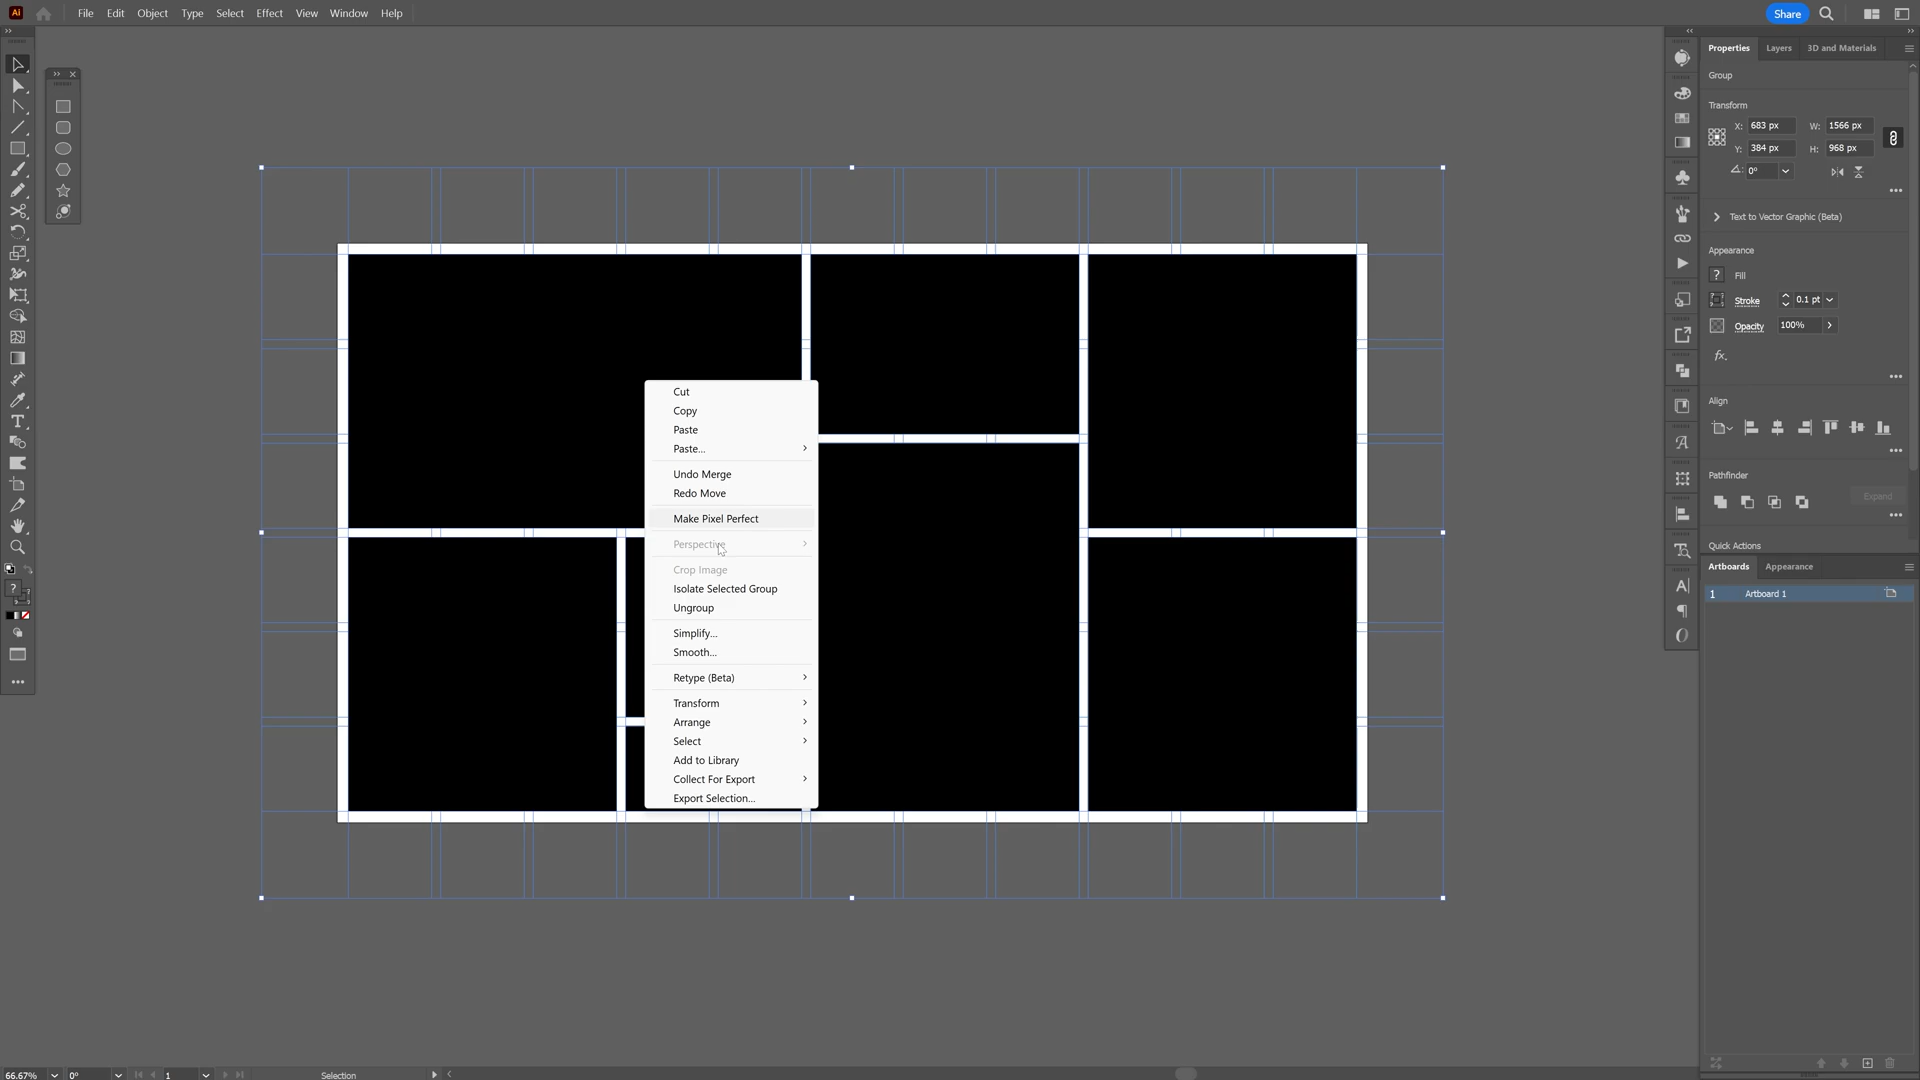 Ai File Edit Object Type Select Effect View Window Help Share
Properties Layers 3D and Materials
Group
Transform
X: 683 px W: 1566 px
Y: 384 px H: 968 px
0°
Text to Vector Graphic (Beta)
Appearance
? Fill
Stroke 0.1 pt
Opacity 100%
fx.
Align
Pathfinder
Expand
Quick Actions
Artboards Appearance
1 Artboard 1
Cut
Copy
Paste
Paste...
Undo Merge
Redo Move
Make Pixel Perfect
Perspective
Crop Image
Isolate Selected Group
Ungroup
Simplify...
Smooth...
Retype (Beta)
Transform
Arrange
Select
Add to Library
Collect For Export
Export Selection...
66.67% 0° 1 Selection